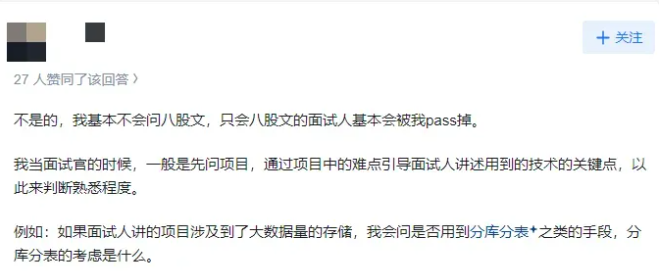 + 关注
27 人赞同了该回答 >
不是的，我基本不会问八股文，只会八股文的面试人基本会被我pass掉。
我当面试官的时候，一般是先问项目，通过项目中的难点引导面试人讲述用到的技术的关键点，以
此来判断熟悉程度。
例如：如果面试人讲的项目涉及到了大数据量的存储，我会问是否用到分库分表之类的手段，分
库分表的考虑是什么。